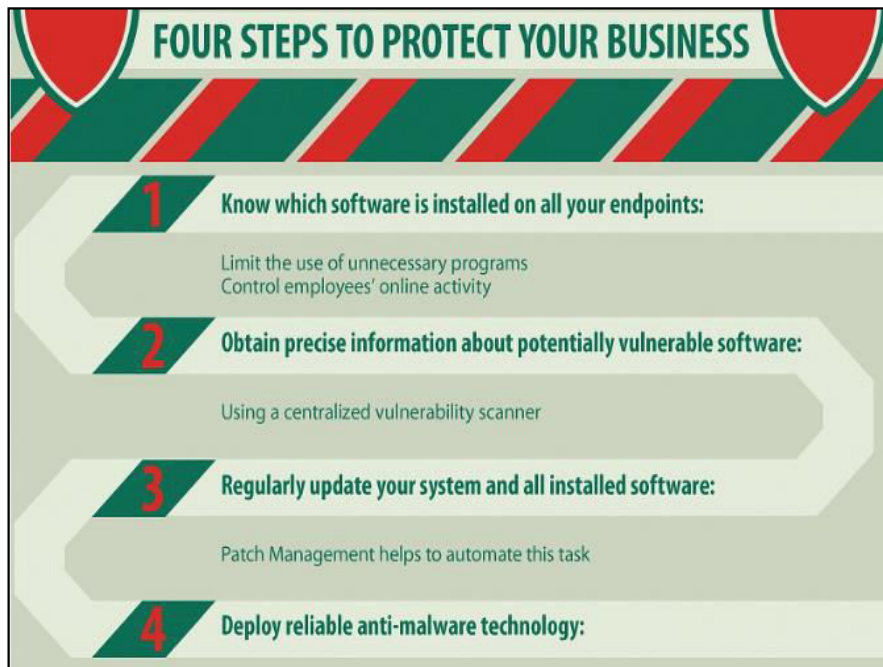 FOUR STEPS TO PROTECT YOUR BUSINESS
1 Know which software is installed on all your endpoints:
Limit the use of unnecessary programs
Control employees' online activity
2 Obtain precise information about potentially vulnerable software:
Using a centralized vulnerability scanner
3 Regularly update your system and all installed software:
Patch Management helps to automate this task
4 Deploy reliable anti-malware technology: